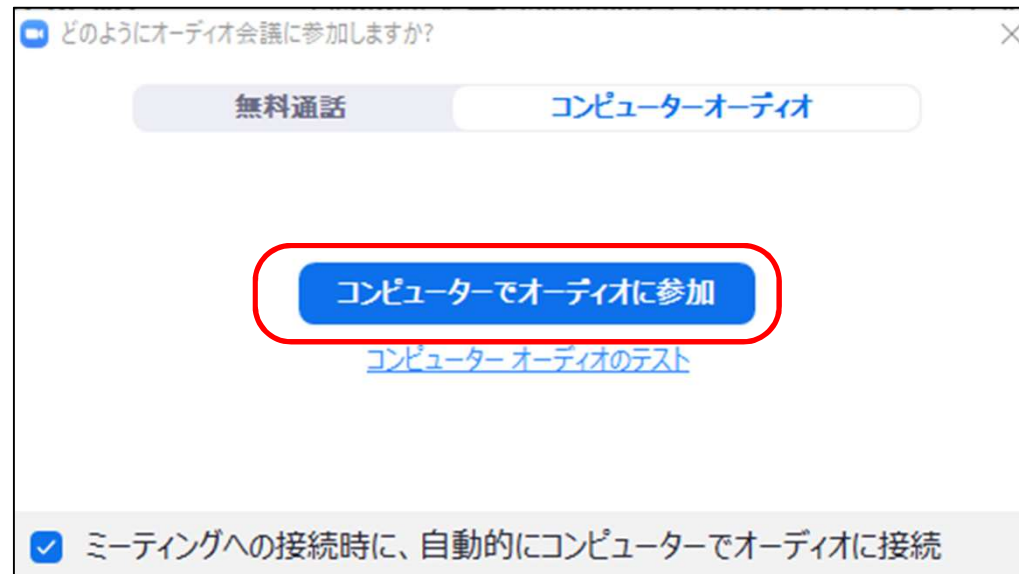 どのようにオーディオ会議に参加しますか?
無料通話 コンピューターオーディオ
コンピューターでオーディオに参加
コンピューター オーディオのテスト
ミーティングへの接続時に、自動的にコンピューターでオーディオに接続